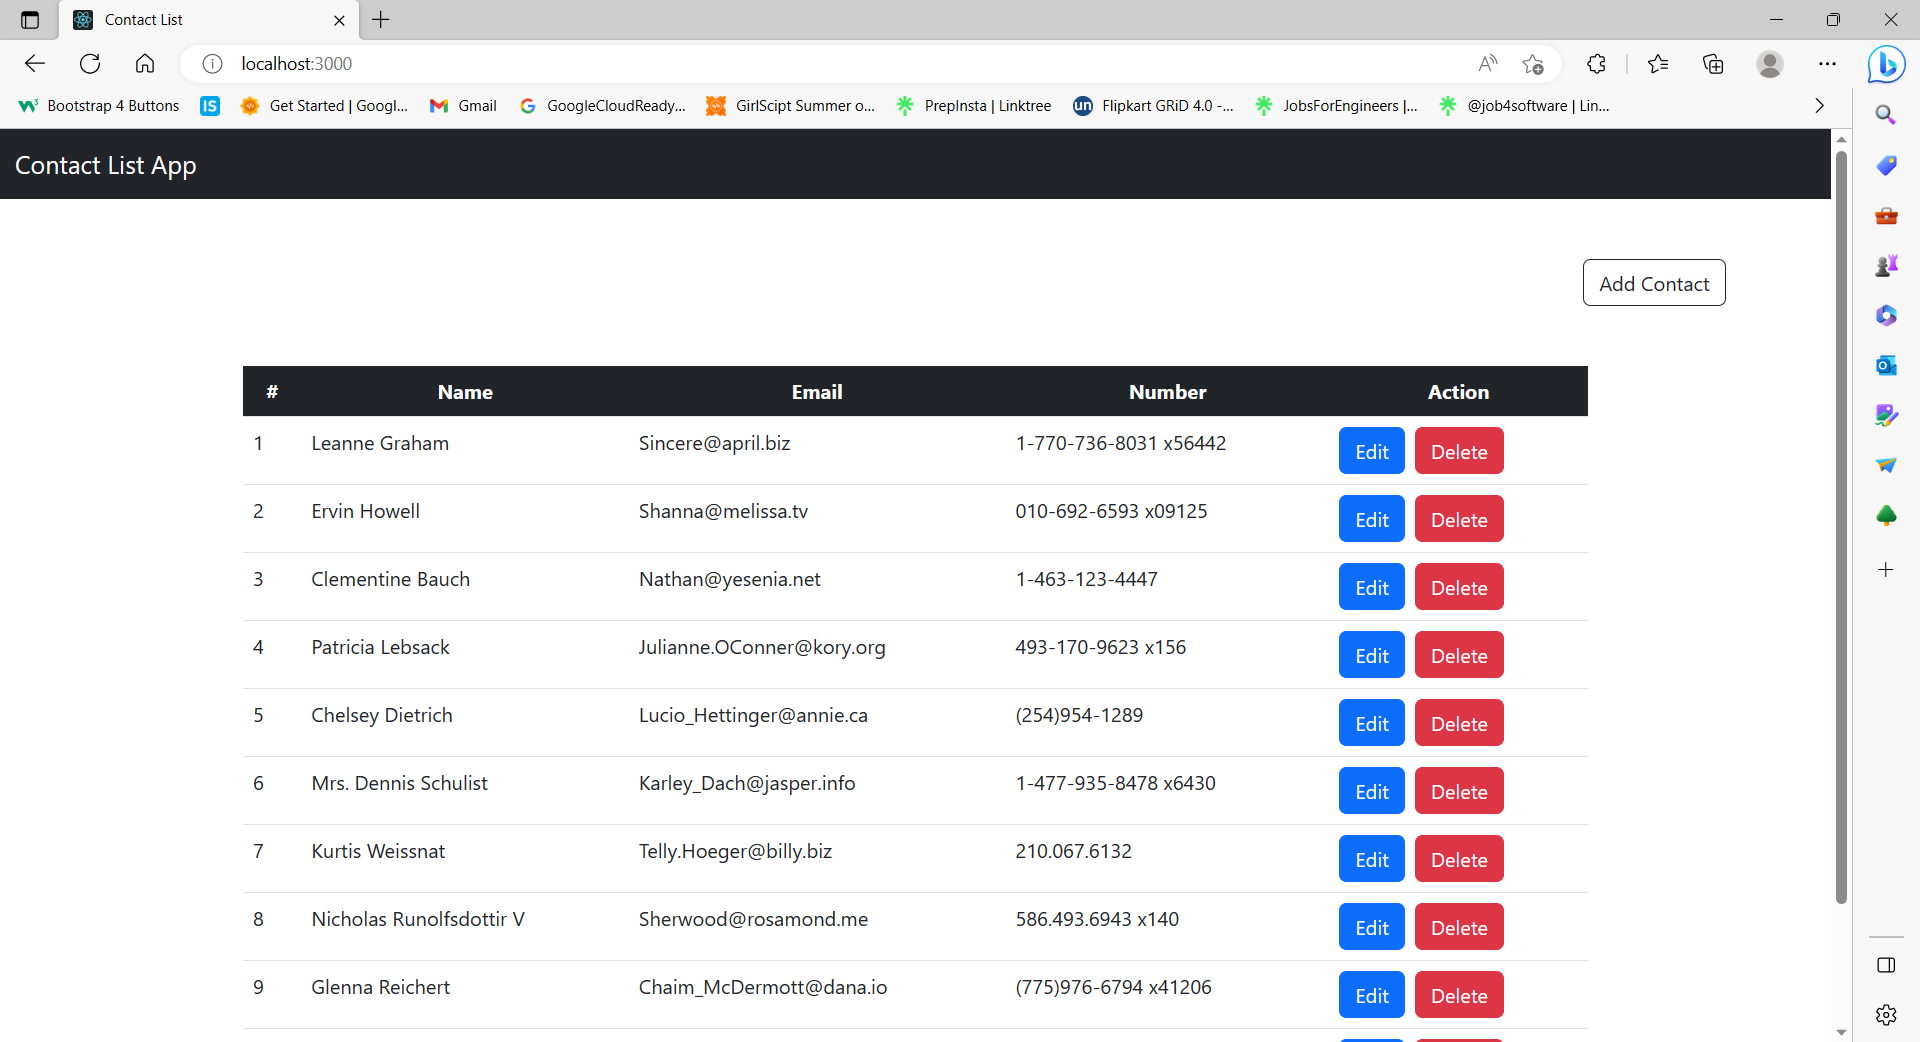 Contact List
localhost:3000
Bootstrap 4 Buttons
IS
Get Started | Googl...
Gmail
GoogleCloudReady...
GirlScipt Summer o...
PrepInsta | Linktree
un
Flipkart GRiD 4.0 -...
JobsForEngineers |...
@job4software | Lin...
Contact List App
Add Contact
# Name Email Number Action
1 Leanne Graham Sincere@april.biz 1-770-736-8031 x56442 Edit Delete
2 Ervin Howell Shanna@melissa.tv 010-692-6593 x09125 Edit Delete
3 Clementine Bauch Nathan@yesenia.net 1-463-123-4447 Edit Delete
4 Patricia Lebsack Julianne.OConner@kory.org 493-170-9623 x156 Edit Delete
5 Chelsey Dietrich Lucio_Hettinger@annie.ca (254)954-1289 Edit Delete
6 Mrs. Dennis Schulist Karley_Dach@jasper.info 1-477-935-8478 x6430 Edit Delete
7 Kurtis Weissnat Telly.Hoeger@billy.biz 210.067.6132 Edit Delete
8 Nicholas Runolfsdottir V Sherwood@rosamond.me 586.493.6943 x140 Edit Delete
9 Glenna Reichert Chaim_McDermott@dana.io (775)976-6794 x41206 Edit Delete